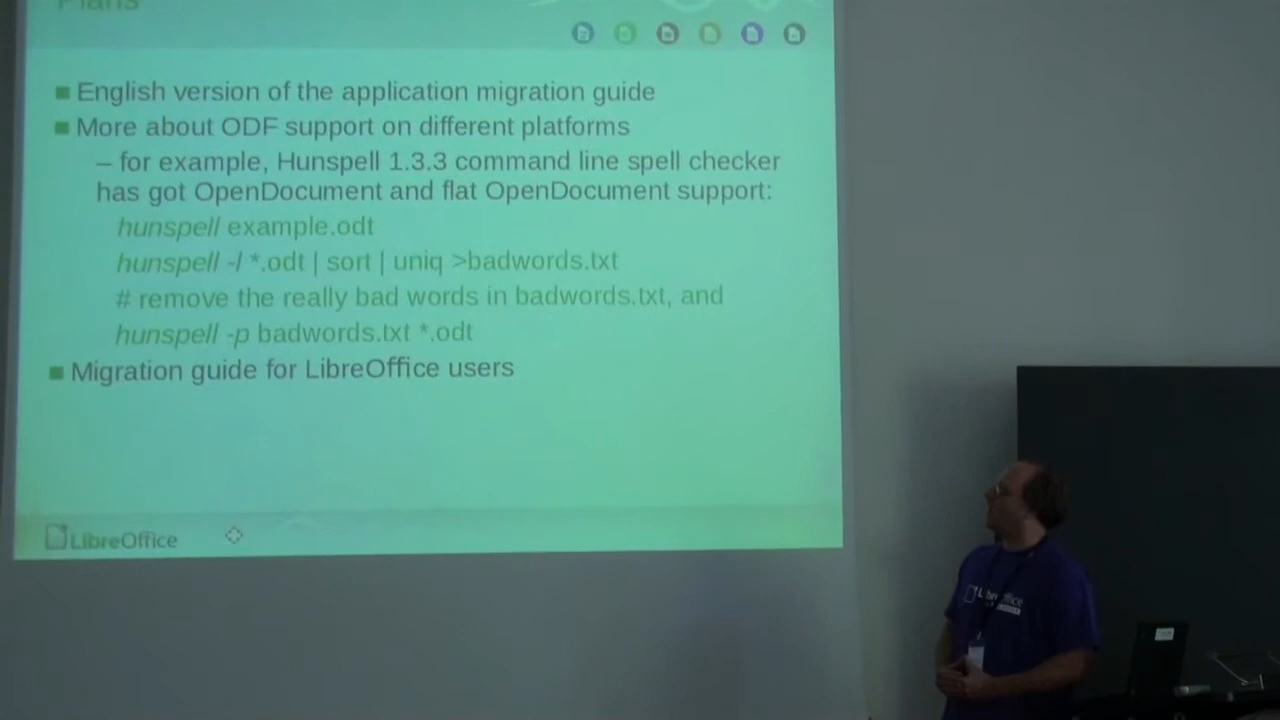 Plans
English version of the application migration guide
More about ODF support on different platforms
– for example, Hunspell 1.3.3 command line spell checker
has got OpenDocument and flat OpenDocument support:
hunspell example.odt
hunspell -l *.odt | sort | uniq >badwords.txt
# remove the really bad words in badwords.txt, and
hunspell -p badwords.txt *.odt
Migration guide for LibreOffice users
LibreOffice
LibreOffice